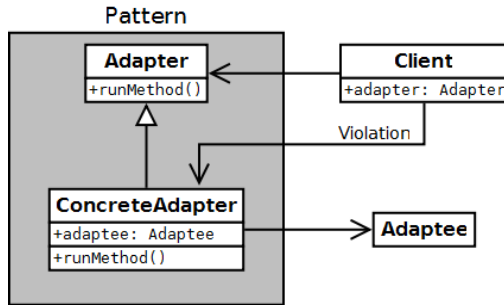 Pattern
Adapter
+runMethod()
Client
+adapter: Adapter
Violation
ConcreteAdapter
+adaptee: Adaptee
+runMethod()
Adaptee